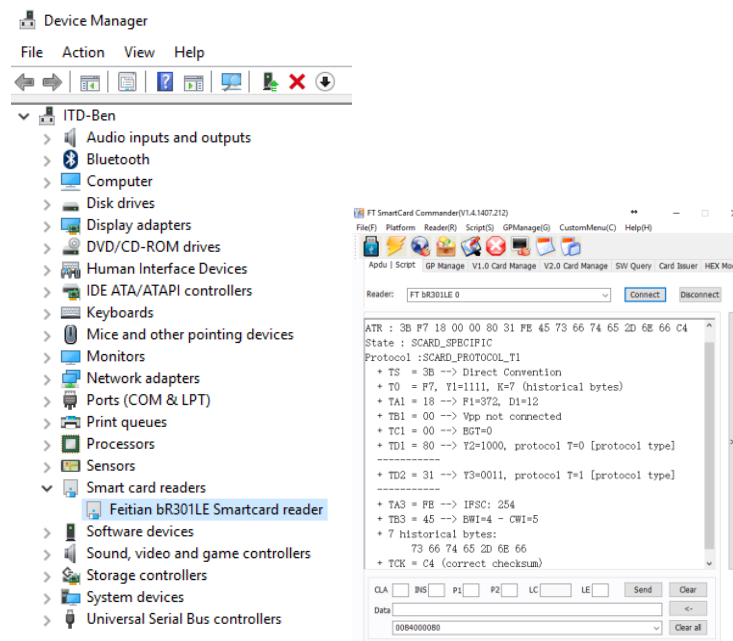 Device Manager
File Action View Help
ITD-Ben
Audio inputs and outputs
Bluetooth
Computer
Disk drives
Display adapters
DVD/CD-ROM drives
Human Interface Devices
IDE ATA/ATAPI controllers
Keyboards
Mice and other pointing devices
Monitors
Network adapters
Ports (COM & LPT)
Print queues
Processors
Sensors
Smart card readers
Feitian bR301LE Smartcard reader
Software devices
Sound, video and game controllers
Storage controllers
System devices
Universal Serial Bus controllers
FT SmartCard Commander(V1.4.1407.212)
File(F) Platform Reader(R) Script(S) GPManage(G) CustomMenu(C) Help(H)
Apdu | Script GP Manage V1.0 Card Manage V2.0 Card Manage SW Query Card Issuer HEX Mo
Reader: FT bR301LE 0 Connect Disconnect
ATR : 3B F7 18 00 00 80 31 FE 45 73 66 74 65 2D 6E 66 C4
State : SCARD_SPECIFIC
Protocol :SCARD_PROTOCOL_T1
+ TS = 3B --> Direct Convention
+ T0 = F7, Y1=1111, K=7 (historical bytes)
+ TA1 = 18 --> F1=372, D1=12
+ TB1 = 00 --> Vpp not connected
+ TC1 = 00 --> BGT=0
+ TD1 = 80 --> Y2=1000, protocol T=0 [protocol type]
-----------
+ TD2 = 31 --> Y3=0011, protocol T=1 [protocol type]
-----------
+ TA3 = FE --> IFSC: 254
+ TB3 = 45 --> BWI=4 - CWI=5
+ 7 historical bytes:
73 66 74 65 2D 6E 66
+ TCK = C4 (correct checksum)
CLA INS P1 P2 LC LE Send Clear
Data <-
0084000080 Clear all